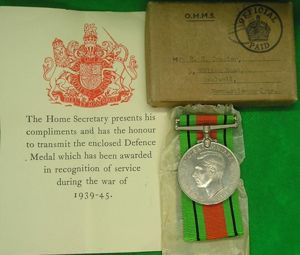 The Home Secretary presents his
compliments and has the honour
to transmit the enclosed Defence
Medal which has been awarded
in recognition of service
during the war of
1939-45.
O.H.M.S.
OFFICIAL
PAID